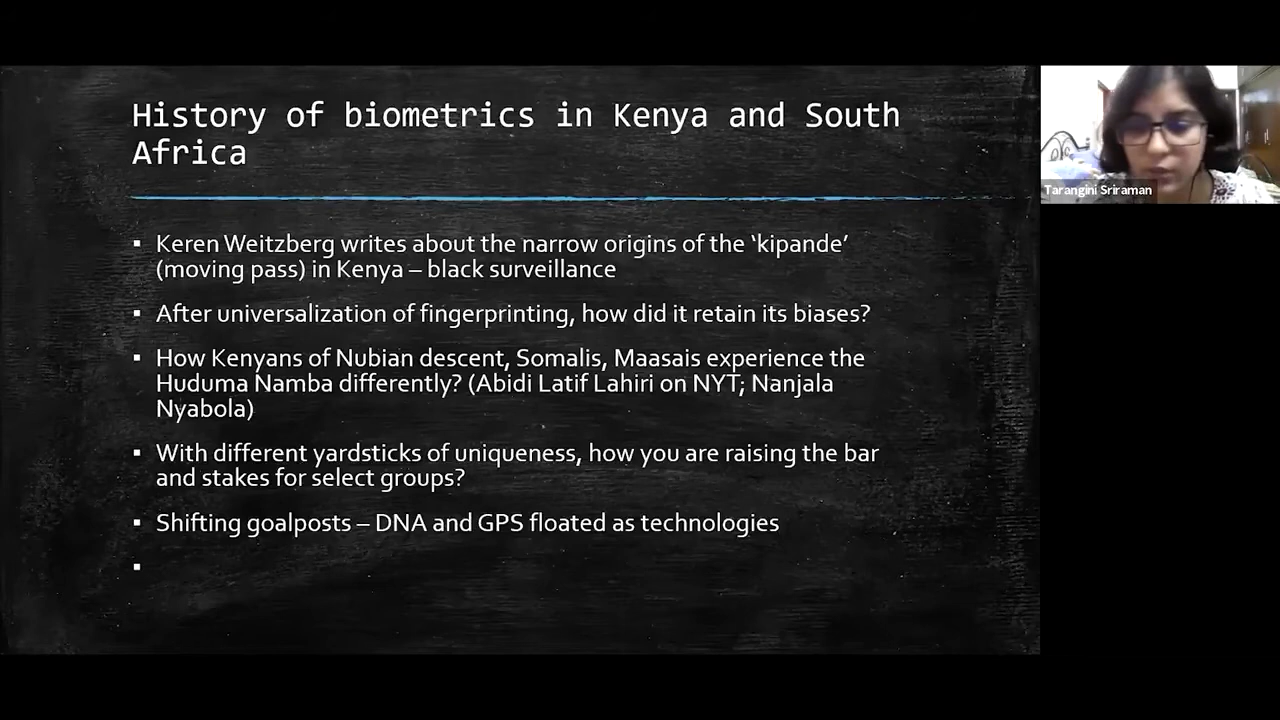 History of biometrics in Kenya and South
Africa
▪ Keren Weitzberg writes about the narrow origins of the ‘kipande’
(moving pass) in Kenya – black surveillance
▪ After universalization of fingerprinting, how did it retain its biases?
▪ How Kenyans of Nubian descent, Somalis, Maasais experience the
Huduma Namba differently? (Abidi Latif Lahiri on NYT; Nanjala
Nyabola)
▪ With different yardsticks of uniqueness, how you are raising the bar
and stakes for select groups?
▪ Shifting goalposts – DNA and GPS floated as technologies
▪
Tarangini Sriraman